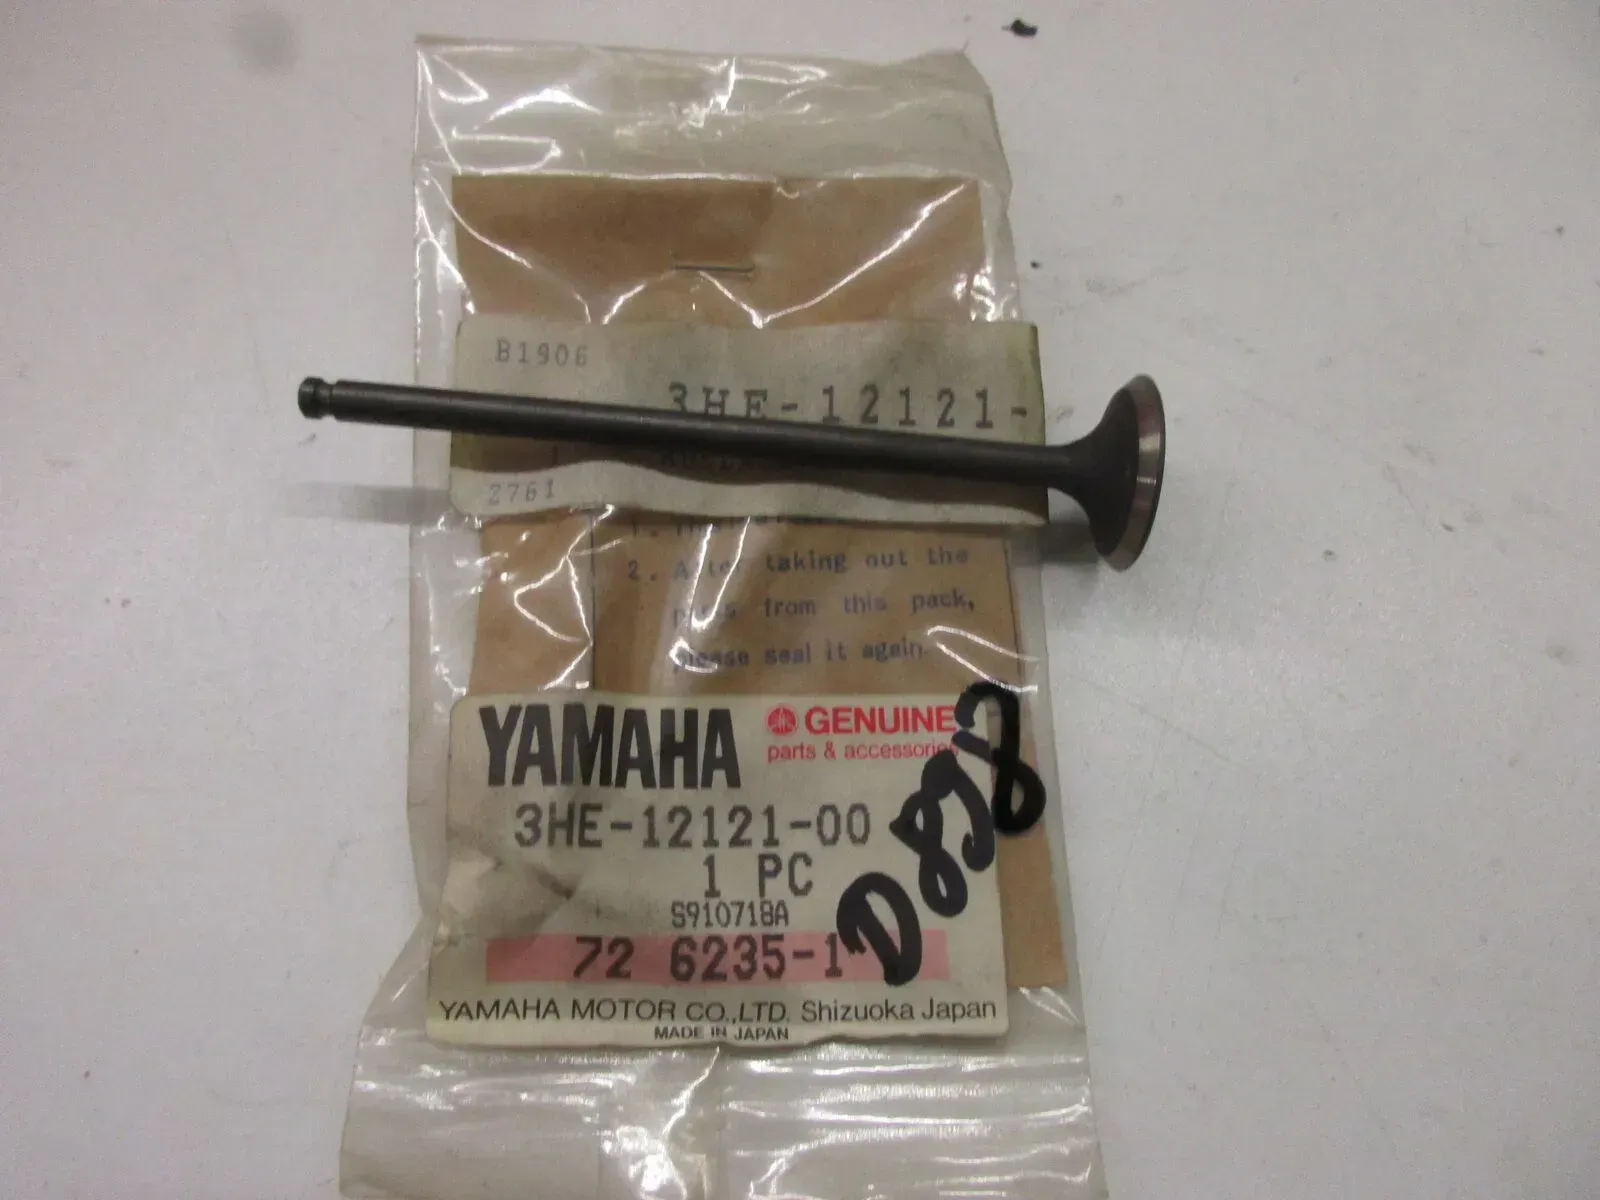 B1906
3HE-12121-
2761
2. After taking out the
parts from this pack,
please seal it again.
YAMAHA
GENUINE
parts & accessories
3HE-12121-00
1 PC
S910718A
72 6235-1
D898
YAMAHA MOTOR CO.,LTD. Shizuoka Japan
MADE IN JAPAN